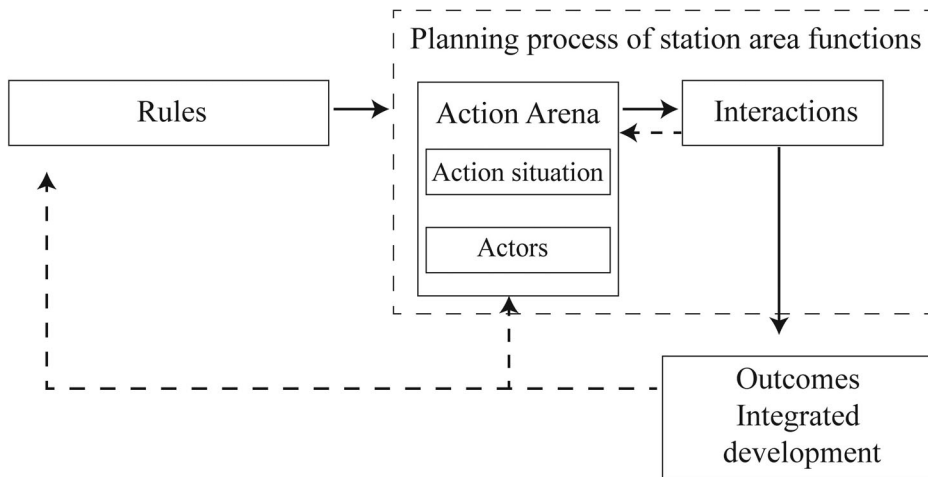 Planning process of station area functions
Rules
Action Arena
Interactions
Action situation
Actors
Outcomes
Integrated
development